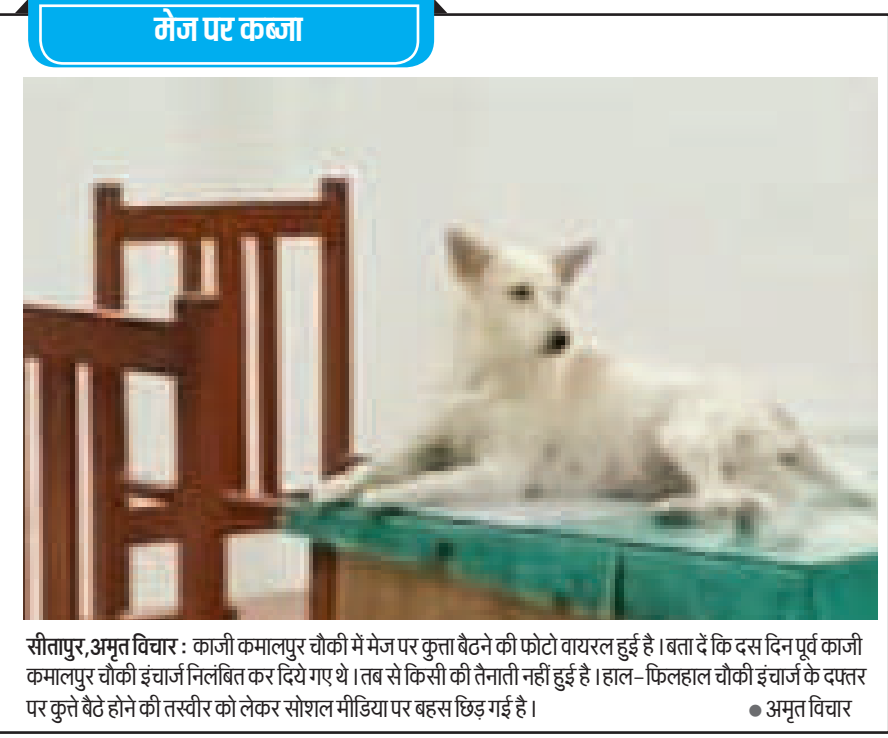 मेज पर कब्जा
सीतापुर,अमृत विचार : काजी कमालपुर चौकी में मेज पर कुत्ता बैठने की फोटो वायरल हुई है। बता दें कि दस दिन पूर्व काजी
कमालपुर चौकी इंचार्ज निलंबित कर दिये गए थे। तब से किसी की तैनाती नहीं हुई है। हाल-फिलहाल चौकी इंचार्ज के दफ्तर
पर कुत्ते बैठे होने की तस्वीर को लेकर सोशल मीडिया पर बहस छिड़ गई है। ● अमृत विचार